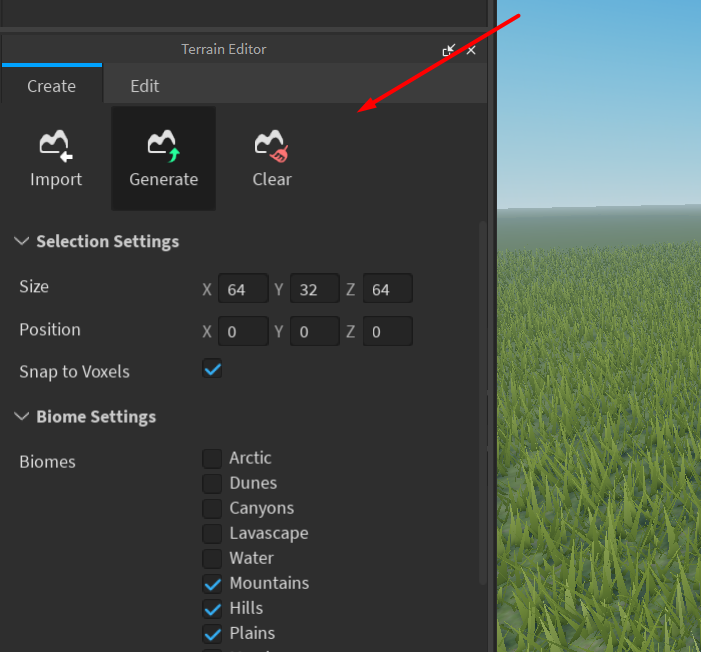 Terrain Editor
Create Edit
Import Generate Clear
Selection Settings
Size X 64 Y 32 Z 64
Position X 0 Y 0 Z 0
Snap to Voxels
Biome Settings
Biomes Arctic
Dunes
Canyons
Lavascape
Water
Mountains
Hills
Plains